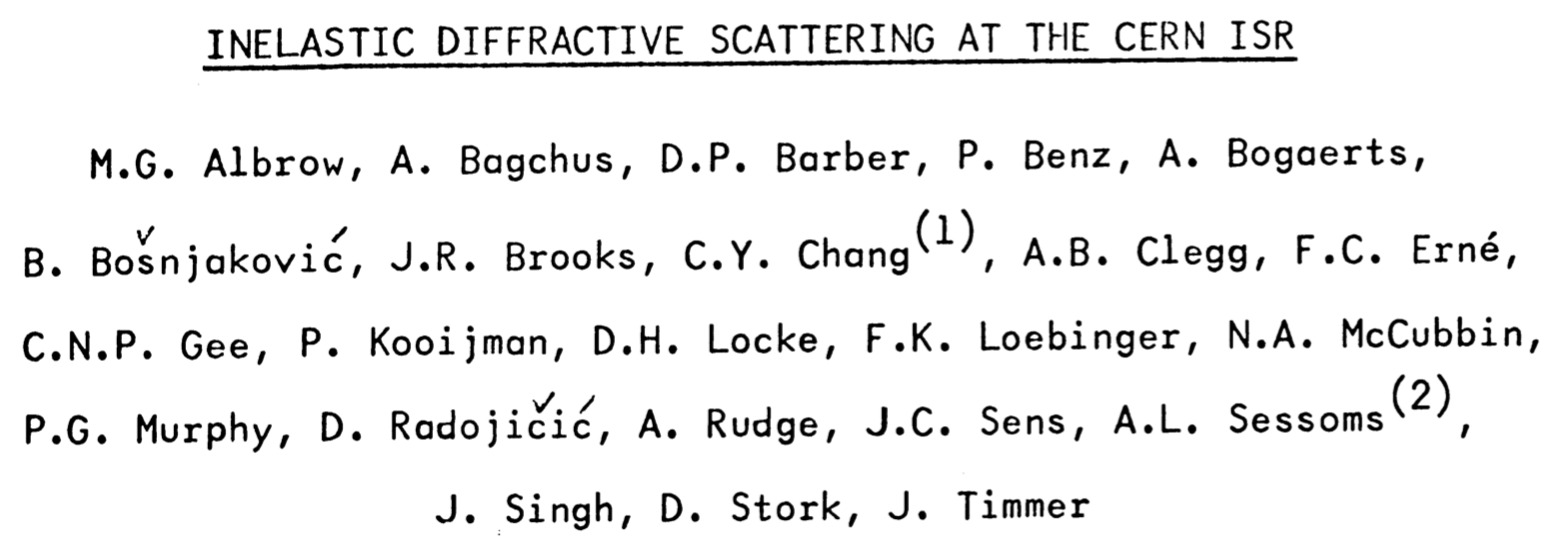 INELASTIC DIFFRACTIVE SCATTERING AT THE CERN ISR
M.G. Albrow, A. Bagchus, D.P. Barber, P. Benz, A. Bogaerts,
B. Bošnjaković, J.R. Brooks, C.Y. Chang(1), A.B. Clegg, F.C. Erné,
C.N.P. Gee, P. Kooijman, D.H. Locke, F.K. Loebinger, N.A. McCubbin,
P.G. Murphy, D. Radojičić, A. Rudge, J.C. Sens, A.L. Sessoms(2),
J. Singh, D. Stork, J. Timmer